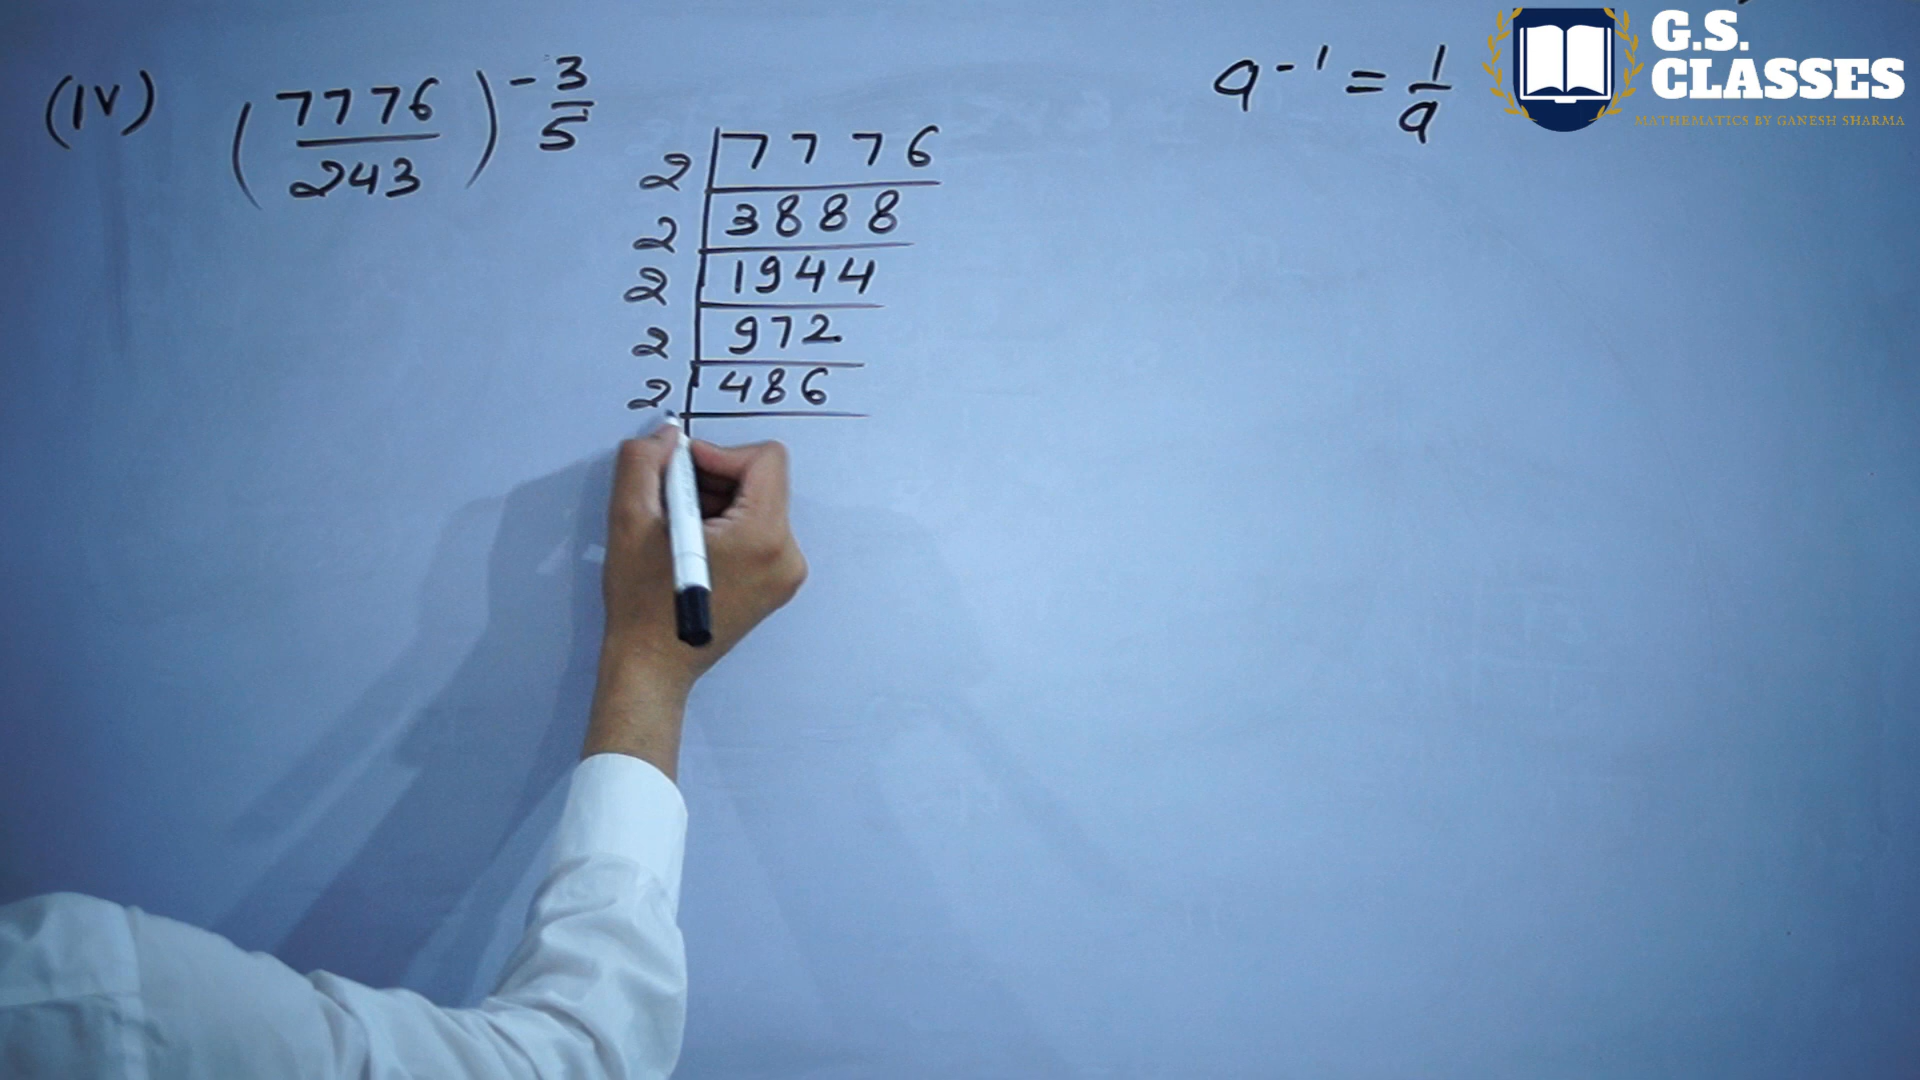 (IV) (7776/243)^-3/5
a^-1 = 1/a
2 | 7776
2 | 3888
2 | 1944
2 | 972
2 | 486
G.S.
CLASSES
MATHEMATICS BY GANESH SHARMA